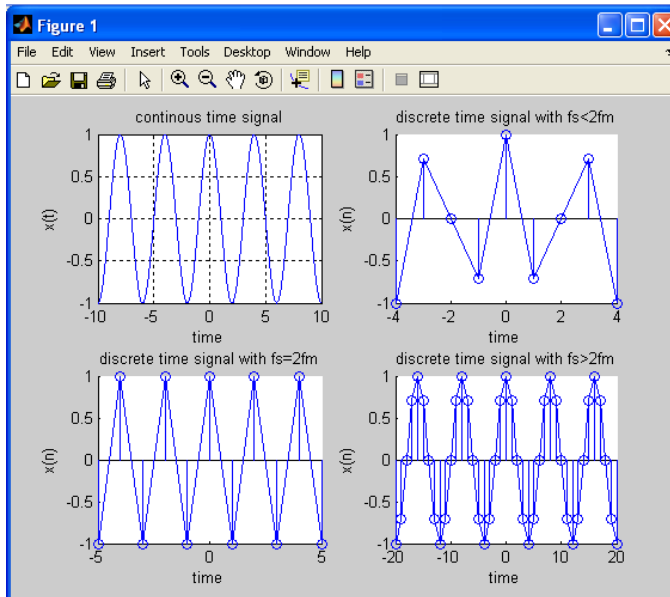 Figure 1
File Edit View Insert Tools Desktop Window Help
continous time signal
1
0.5
0
-0.5
-1
x(t)
-10 -5 0 5 10
time
discrete time signal with fs<2fm
1
0.5
0
-0.5
-1
x(n)
-4 -2 0 2 4
time
discrete time signal with fs=2fm
1
0.5
0
-0.5
-1
x(n)
-5 0 5
time
discrete time signal with fs>2fm
1
0.5
0
-0.5
-1
x(n)
-20 -10 0 10 20
time